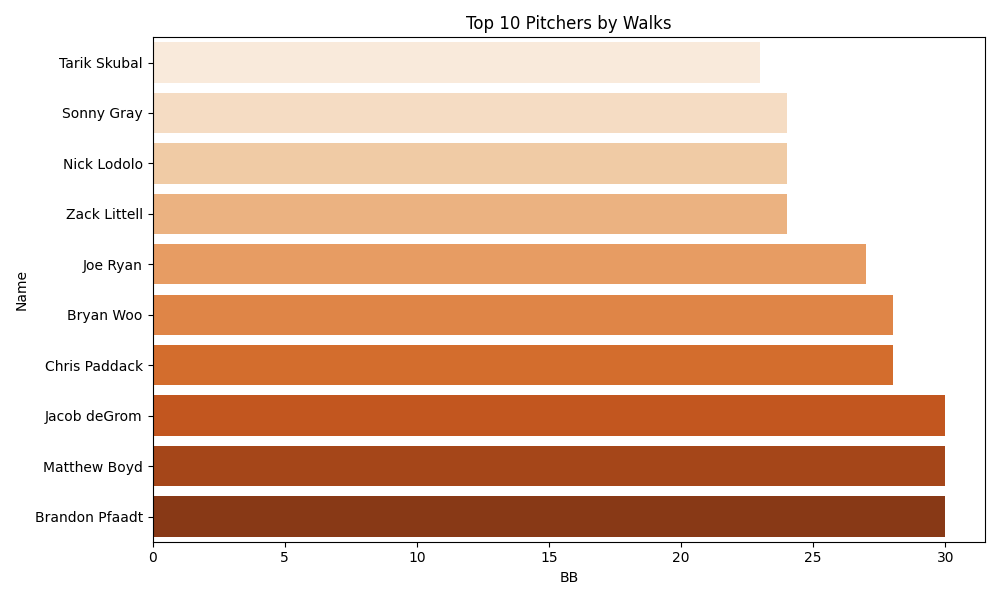 Top 10 Pitchers by Walks
Name
Tarik Skubal
Sonny Gray
Nick Lodolo
Zack Littell
Joe Ryan
Bryan Woo
Chris Paddack
Jacob deGrom
Matthew Boyd
Brandon Pfaadt
0 5 10 15 20 25 30
BB